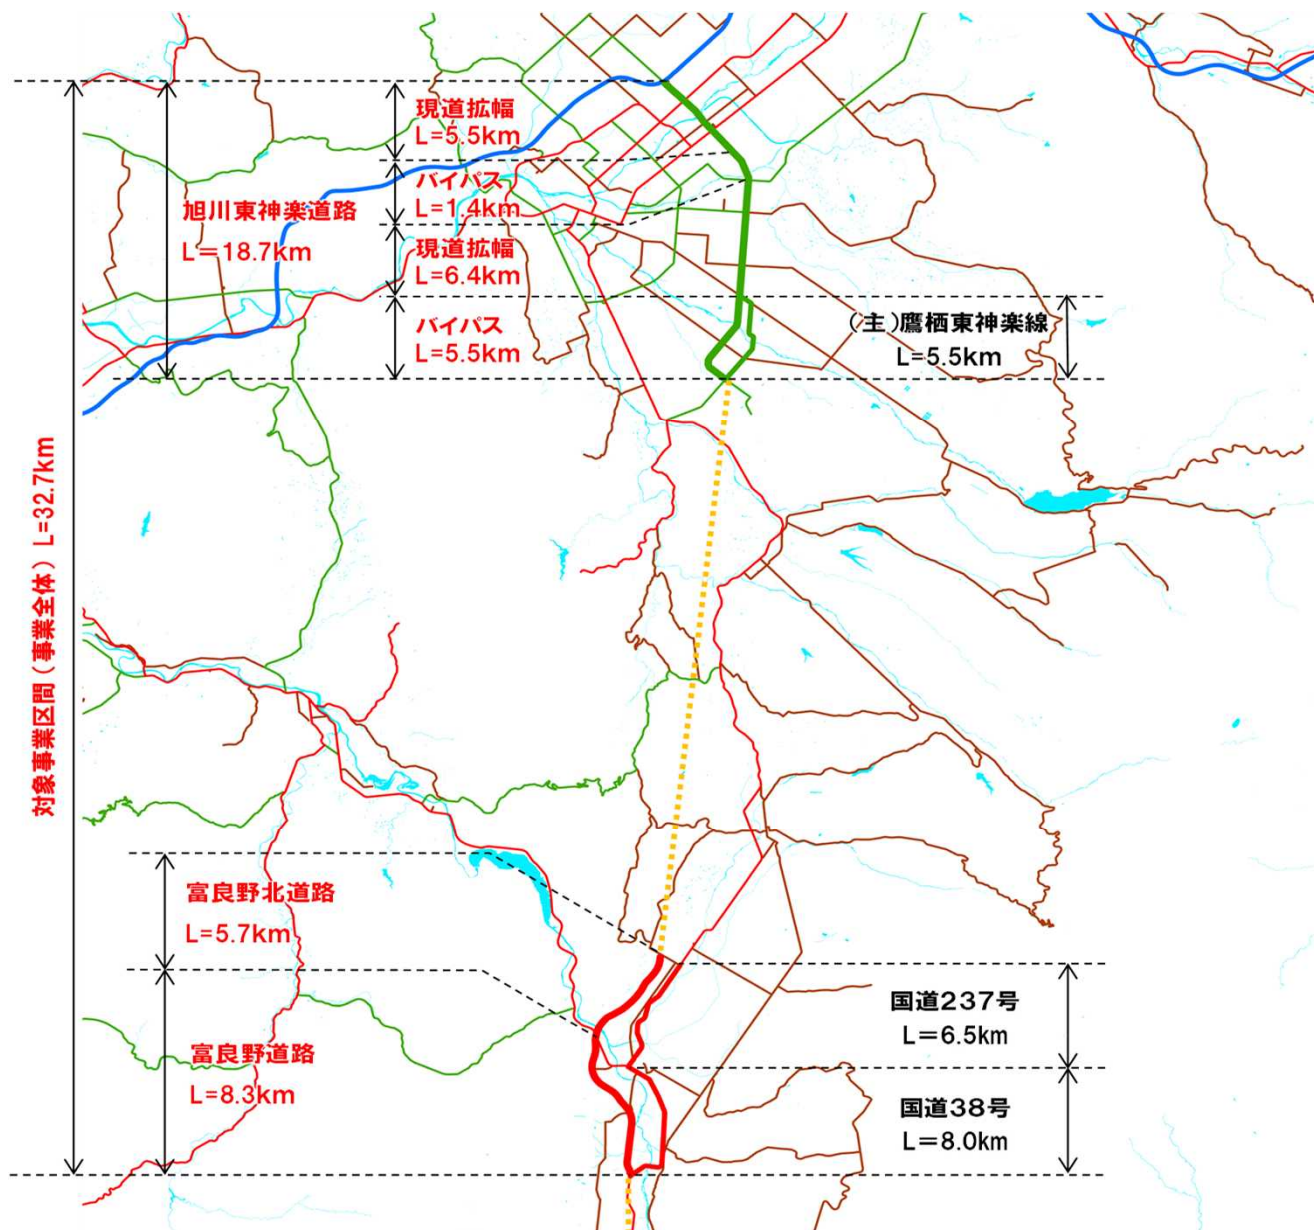 現道拡幅
L=5.5km
バイパス
L=1.4km
旭川東神楽道路
L=18.7km
現道拡幅
L=6.4km
バイパス
L=5.5km
(主)鷹栖東神楽線
L=5.5km
対象事業区間(事業全体) L=32.7km
富良野北道路
L=5.7km
富良野道路
L=8.3km
国道237号
L=6.5km
国道38号
L=8.0km